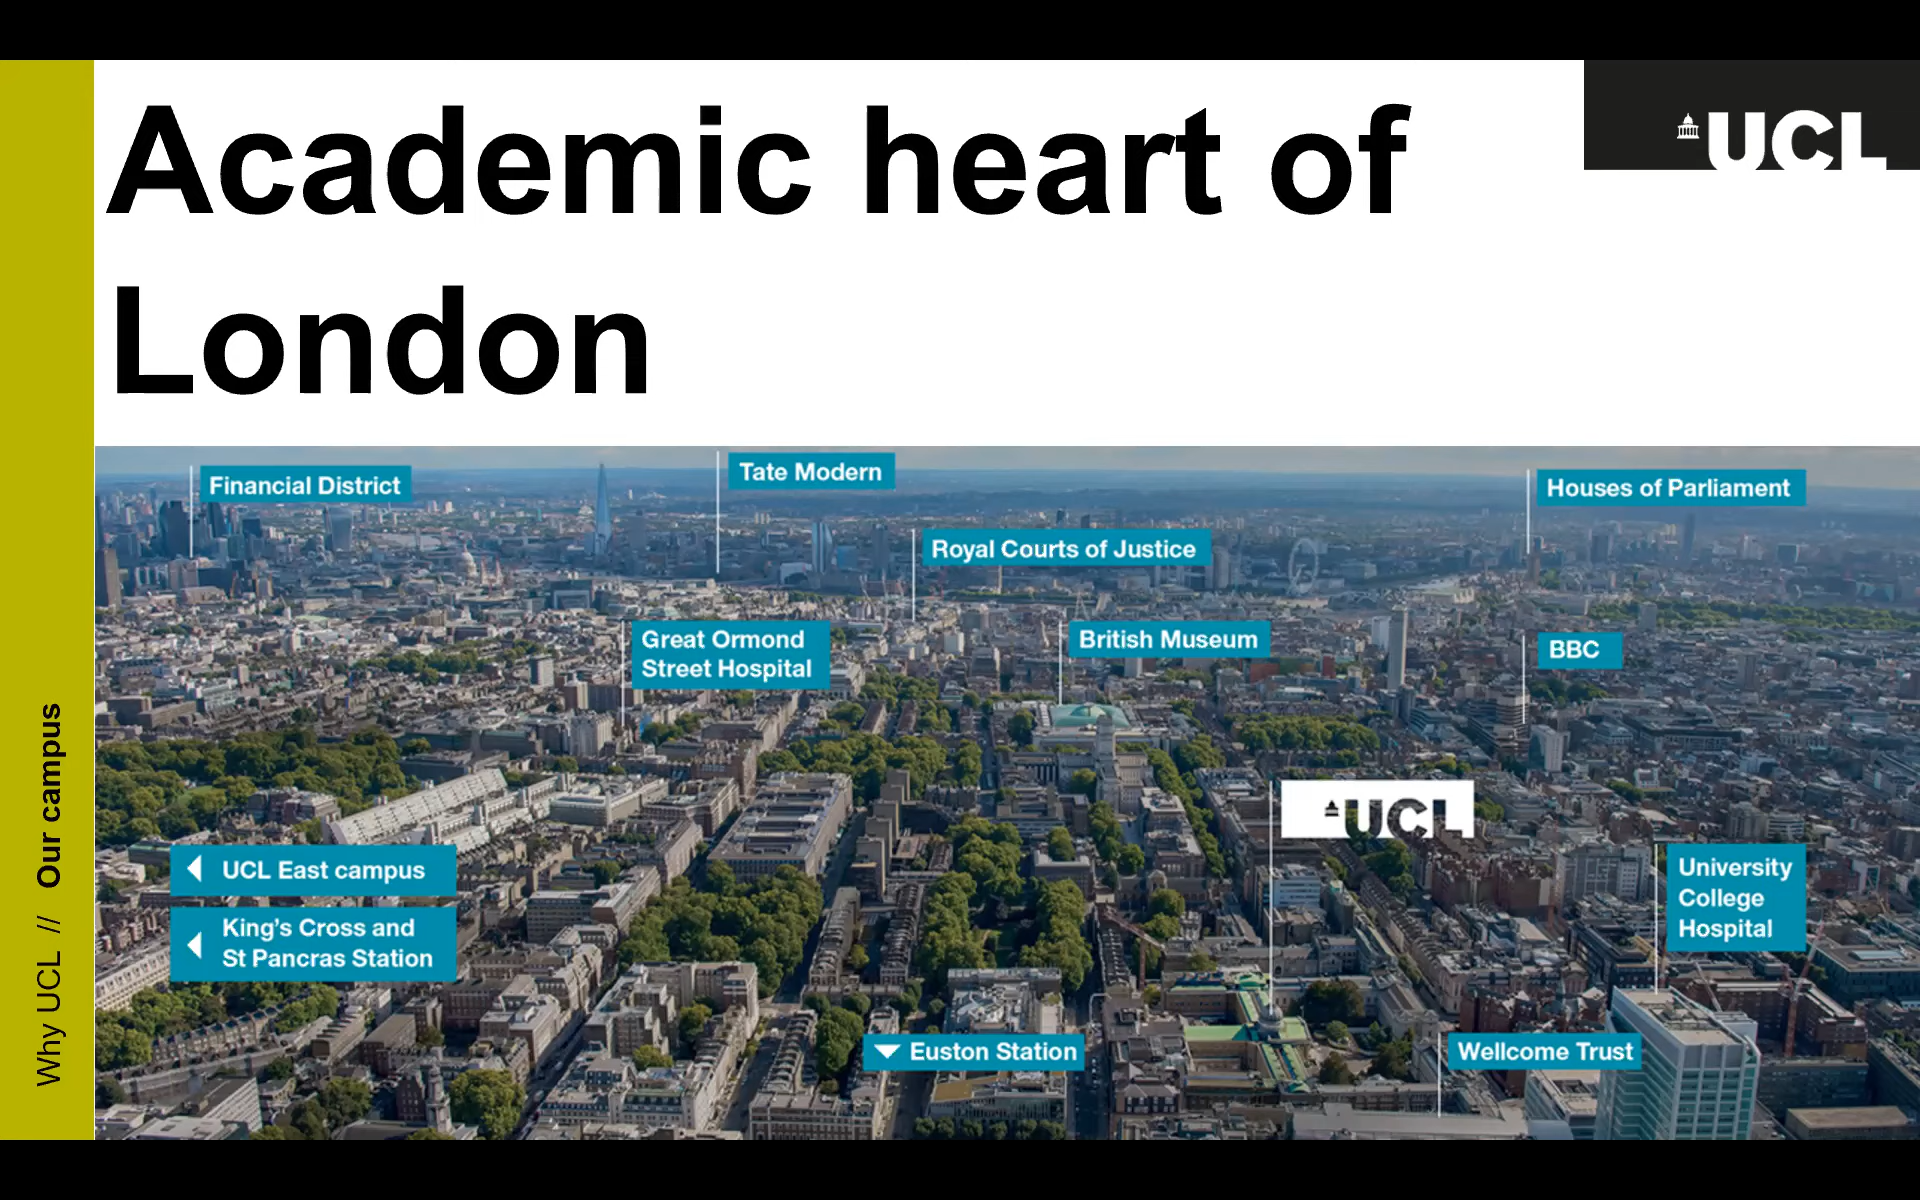 Academic heart of
London
UCL
Why UCL // Our campus
Financial District
Tate Modern
Houses of Parliament
Royal Courts of Justice
Great Ormond
Street Hospital
British Museum
BBC
UCL
UCL East campus
King's Cross and
St Pancras Station
University
College
Hospital
Euston Station
Wellcome Trust